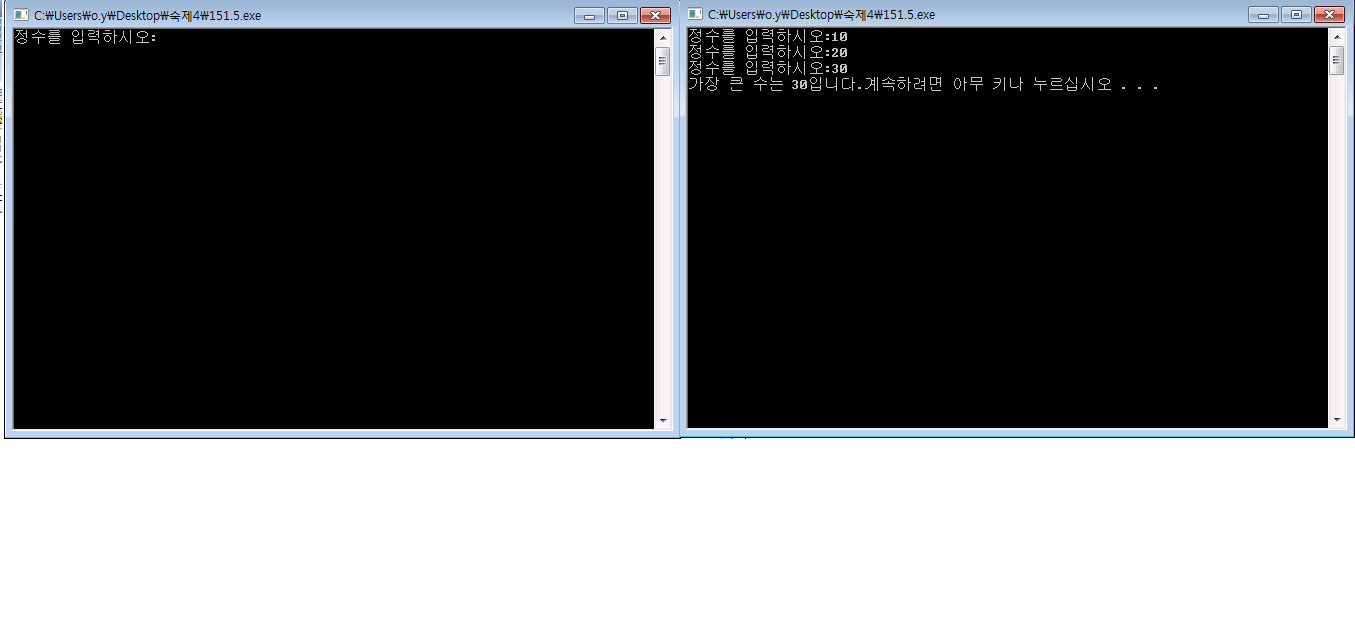 C:₩Users₩o.y₩Desktop₩숙제4₩151.5.exe
정수를 입력하시오:
C:₩Users₩o.y₩Desktop₩숙제4₩151.5.exe
정수를 입력하시오:10
정수를 입력하시오:20
정수를 입력하시오:30
가장 큰 수는 30입니다.계속하려면 아무 키나 누르십시오 . . .